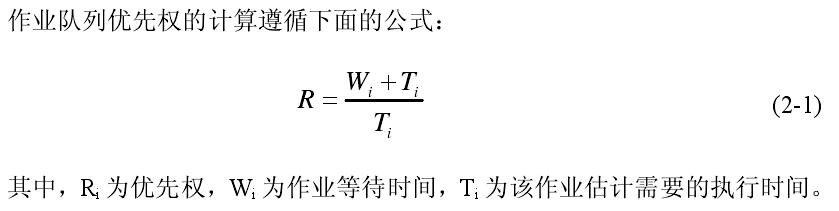 作业队列优先权的计算遵循下面的公式：
R = \frac{W_i + T_i}{T_i} (2-1)
其中，R_i 为优先权，W_i 为作业等待时间，T_i 为该作业估计需要的执行时间。